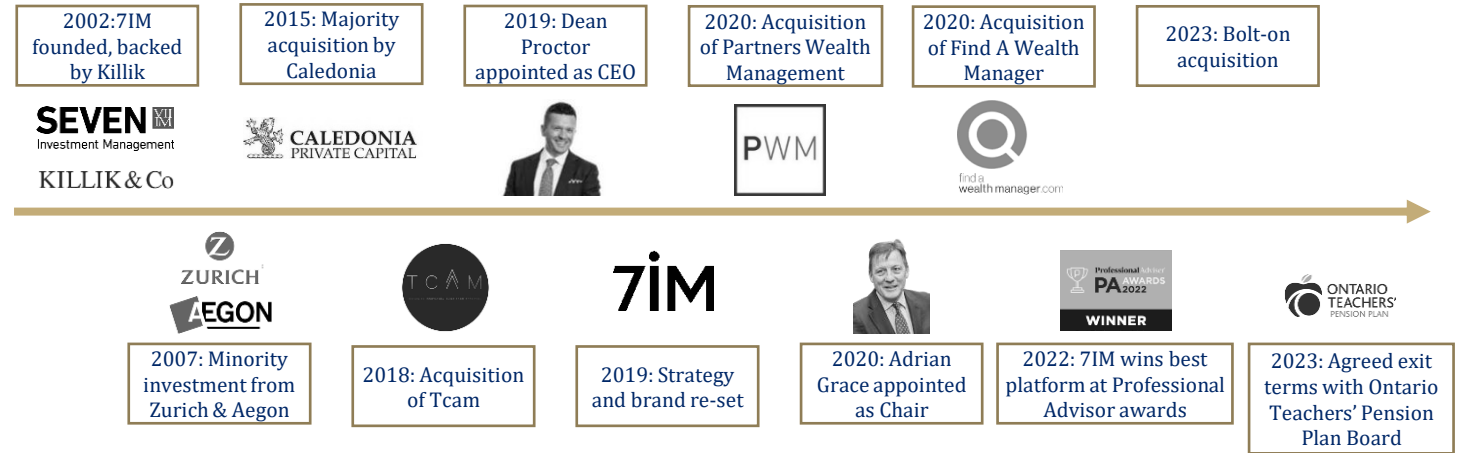 2002:7IM
founded, backed
by Killik
2015: Majority
acquisition by
Caledonia
2019: Dean
Proctor
appointed as CEO
2020: Acquisition
of Partners Wealth
Management
2020: Acquisition
of Find A Wealth
Manager
2023: Bolt-on
acquisition
SEVEN VII IM
Investment Management
KILLIK & Co
CALEDONIA
PRIVATE CAPITAL
PWM
find a
wealth manager.com
ZURICH
AEGON
TCAM
7iM
Professional Adviser
PA AWARDS
2022
WINNER
ONTARIO
TEACHERS'
PENSION PLAN
2007: Minority
investment from
Zurich & Aegon
2018: Acquisition
of Tcam
2019: Strategy
and brand re-set
2020: Adrian
Grace appointed
as Chair
2022: 7IM wins best
platform at Professional
Advisor awards
2023: Agreed exit
terms with Ontario
Teachers’ Pension
Plan Board